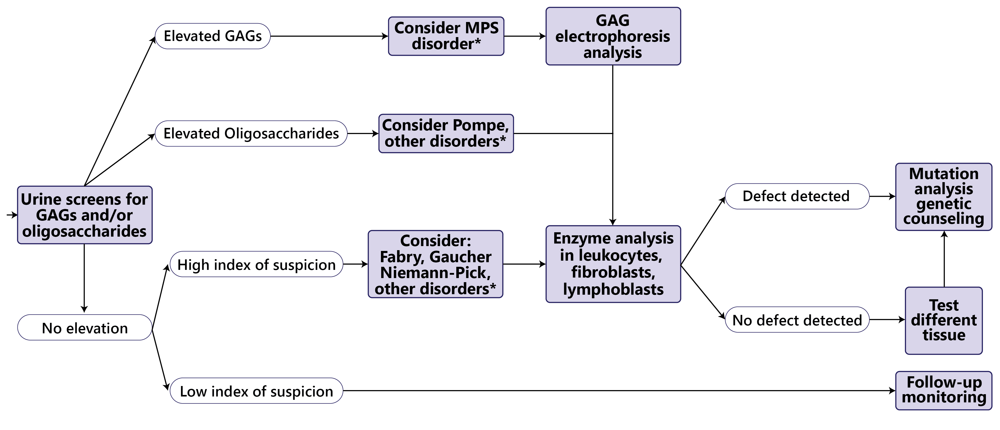 Elevated GAGs
Consider MPS
disorder*
GAG
electrophoresis
analysis
Elevated Oligosaccharides
Consider Pompe,
other disorders*
Urine screens for
GAGs and/or
oligosaccharides
No elevation
High index of suspicion
Consider:
Fabry, Gaucher
Niemann-Pick,
other disorders*
Enzyme analysis
in leukocytes,
fibroblasts,
lymphoblasts
Defect detected
Mutation
analysis
genetic
counseling
No defect detected
Test
different
tissue
Low index of suspicion
Follow-up
monitoring